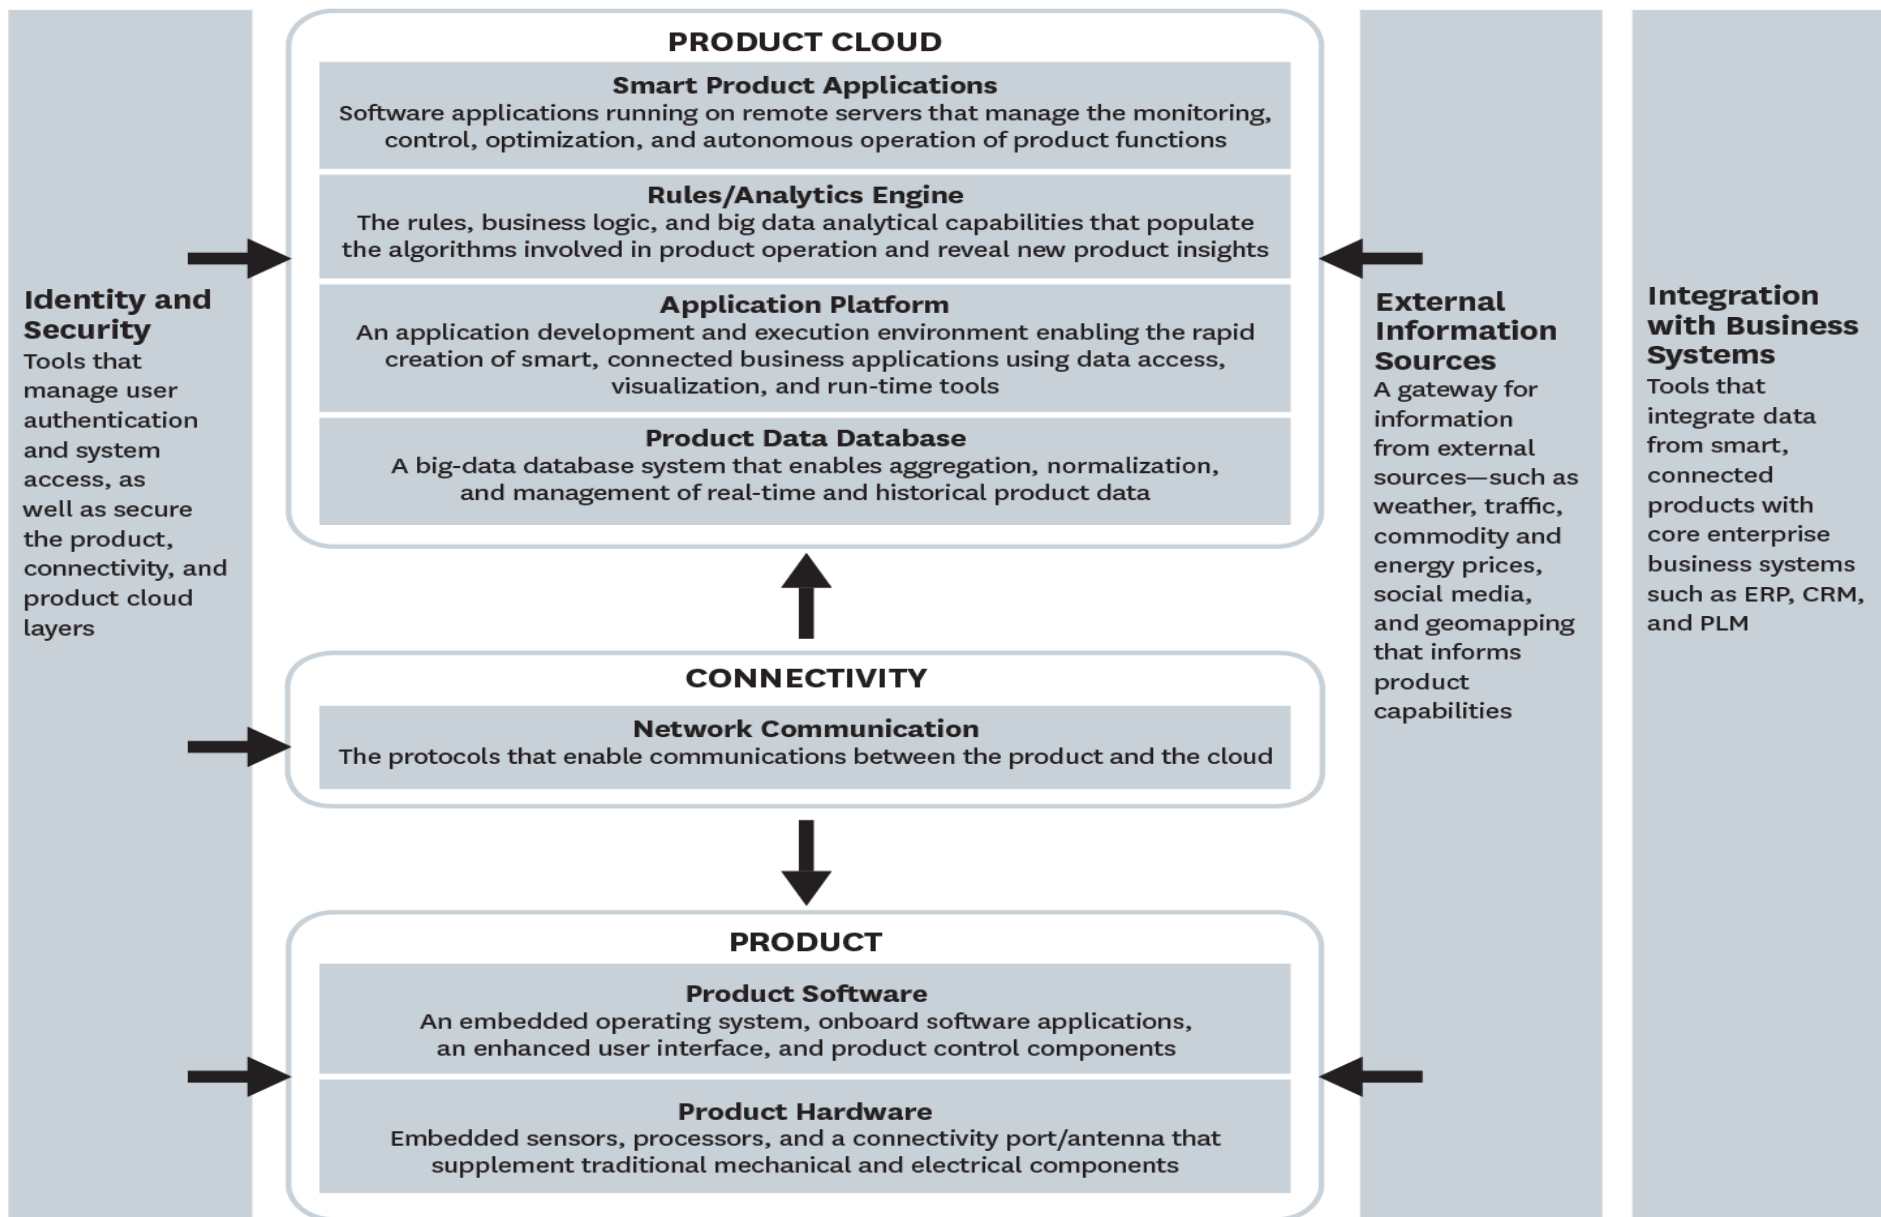 Identity and
Security
Tools that
manage user
authentication
and system
access, as
well as secure
the product,
connectivity, and
product cloud
layers
PRODUCT CLOUD
Smart Product Applications
Software applications running on remote servers that manage the monitoring,
control, optimization, and autonomous operation of product functions
Rules/Analytics Engine
The rules, business logic, and big data analytical capabilities that populate
the algorithms involved in product operation and reveal new product insights
Application Platform
An application development and execution environment enabling the rapid
creation of smart, connected business applications using data access,
visualization, and run-time tools
Product Data Database
A big-data database system that enables aggregation, normalization,
and management of real-time and historical product data
CONNECTIVITY
Network Communication
The protocols that enable communications between the product and the cloud
PRODUCT
Product Software
An embedded operating system, onboard software applications,
an enhanced user interface, and product control components
Product Hardware
Embedded sensors, processors, and a connectivity port/antenna that
supplement traditional mechanical and electrical components
External
Information
Sources
A gateway for
information
from external
sources—such as
weather, traffic,
commodity and
energy prices,
social media,
and geomapping
that informs
product
capabilities
Integration
with Business
Systems
Tools that
integrate data
from smart,
connected
products with
core enterprise
business systems
such as ERP, CRM,
and PLM